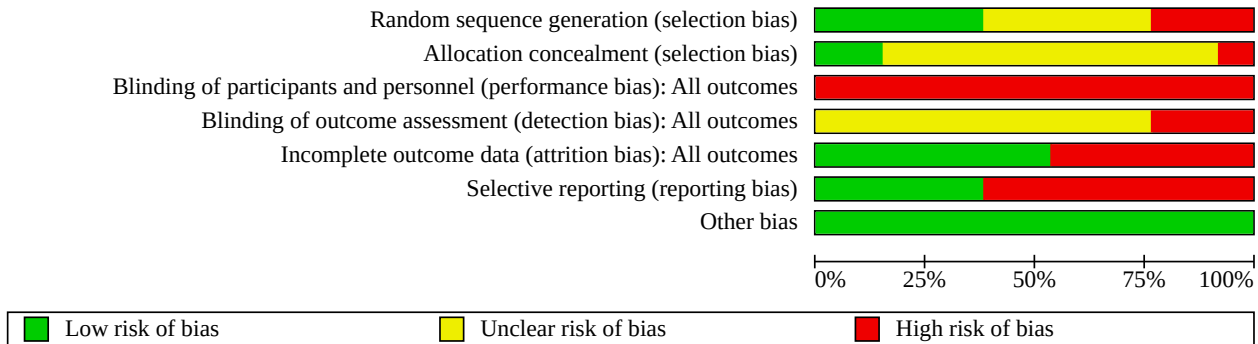 Random sequence generation (selection bias)
Allocation concealment (selection bias)
Blinding of participants and personnel (performance bias): All outcomes
Blinding of outcome assessment (detection bias): All outcomes
Incomplete outcome data (attrition bias): All outcomes
Selective reporting (reporting bias)
Other bias
0% 25% 50% 75% 100%
Low risk of bias Unclear risk of bias High risk of bias